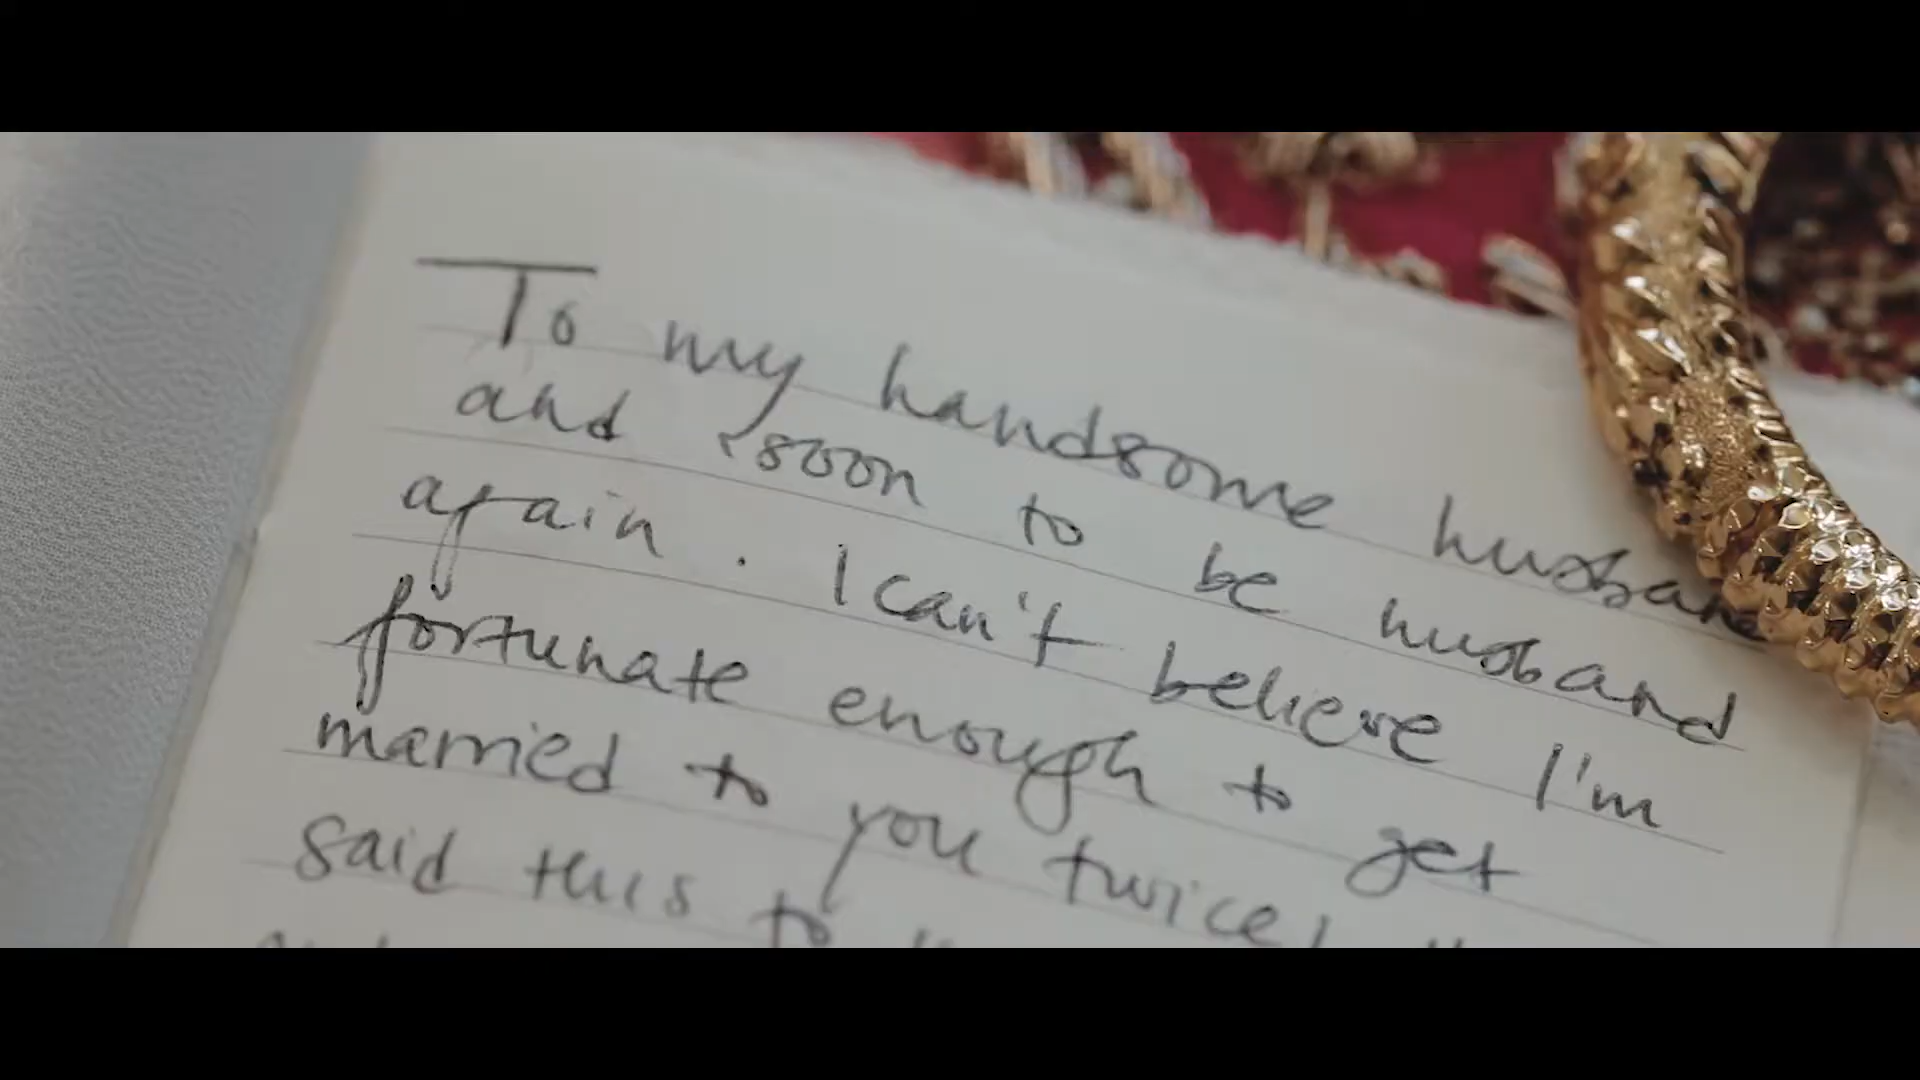 To my handsome husband
and soon to be husband
again. I can't believe I'm
fortunate enough to get
married to you twice!
said this to